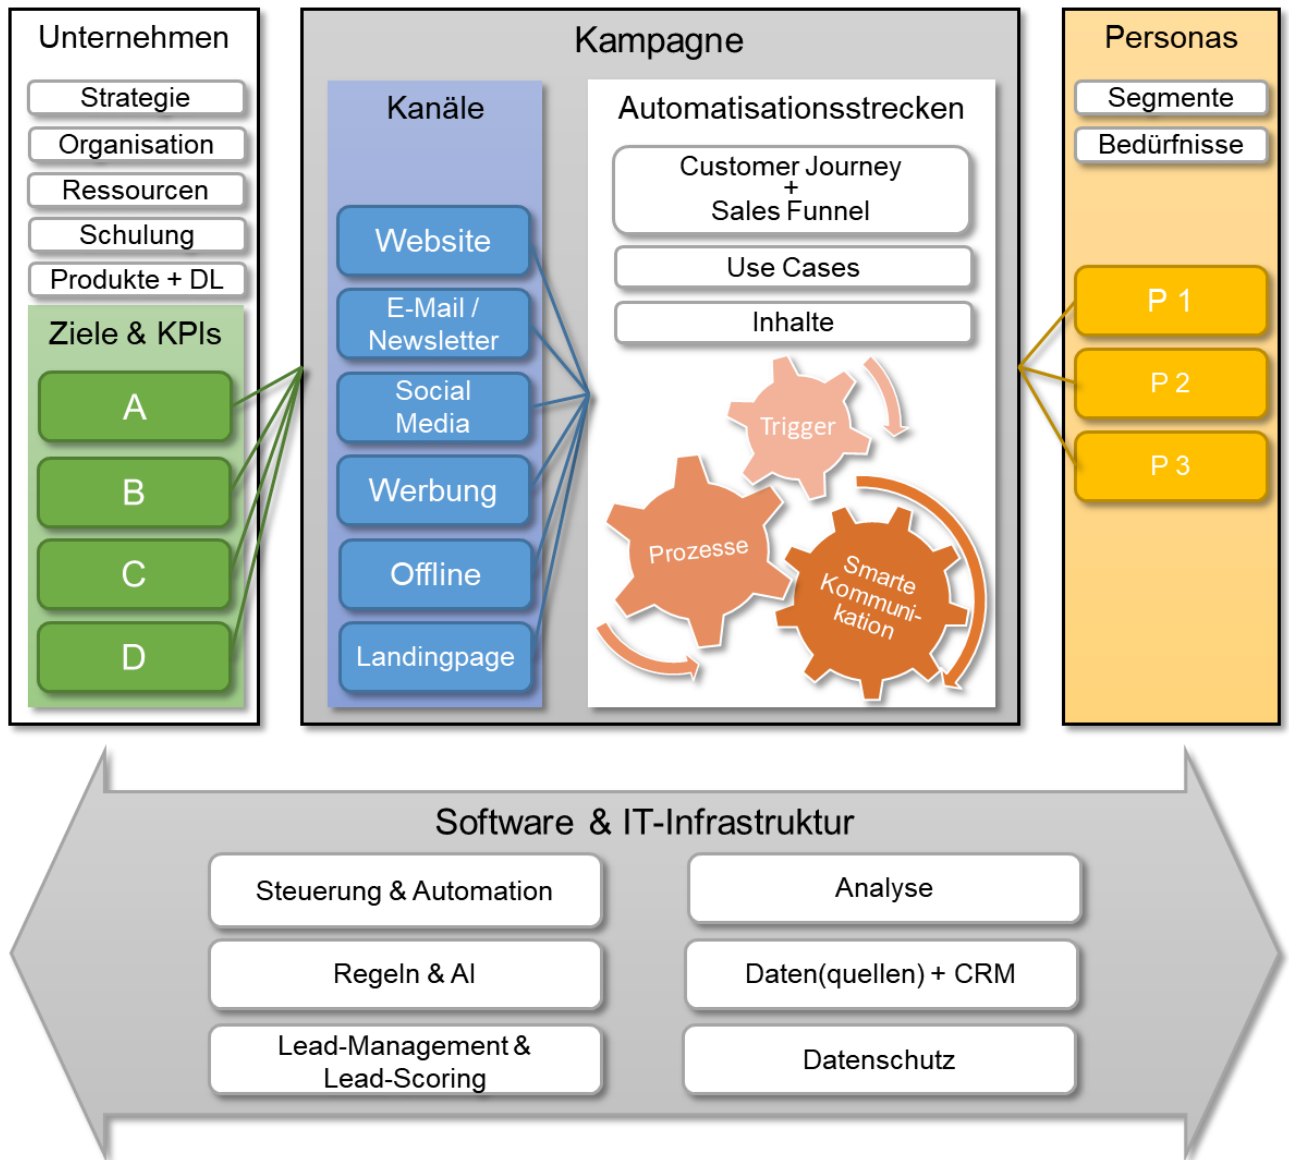 Unternehmen
Strategie
Organisation
Ressourcen
Schulung
Produkte + DL
Ziele & KPIs
A
B
C
D
Kampagne
Kanäle
Website
E-Mail /
Newsletter
Social
Media
Werbung
Offline
Landingpage
Automatisationsstrecken
Customer Journey
+
Sales Funnel
Use Cases
Inhalte
Trigger
Prozesse
Smarte
Kommuni-
kation
Personas
Segmente
Bedürfnisse
P 1
P 2
P 3
Software & IT-Infrastruktur
Steuerung & Automation
Regeln & AI
Lead-Management &
Lead-Scoring
Analyse
Daten(quellen) + CRM
Datenschutz